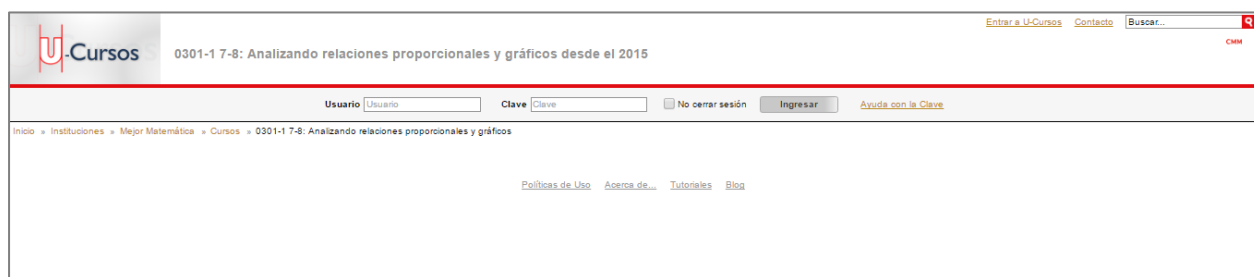 Entrar a U-Cursos Contacto Buscar...
U-Cursos
CMM
0301-1 7-8: Analizando relaciones proporcionales y gráficos desde el 2015
Usuario Usuario Clave Clave No cerrar sesión Ingresar Ayuda con la Clave
Inicio » Instituciones » Mejor Matemática » Cursos » 0301-1 7-8: Analizando relaciones proporcionales y gráficos
Políticas de Uso Acerca de... Tutoriales Blog